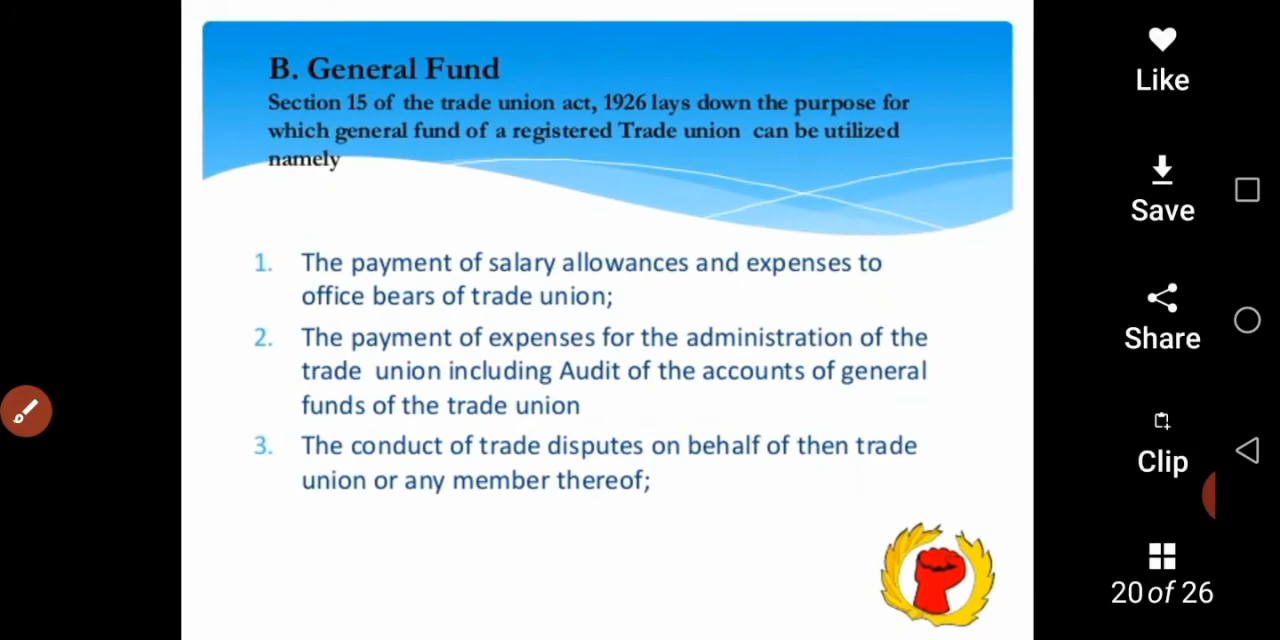 B. General Fund
Section 15 of the trade union act, 1926 lays down the purpose for
which general fund of a registered Trade union can be utilized
namely
1. The payment of salary allowances and expenses to
office bears of trade union;
2. The payment of expenses for the administration of the
trade union including Audit of the accounts of general
funds of the trade union
3. The conduct of trade disputes on behalf of then trade
union or any member thereof;
Like
Save
Share
Clip
20 of 26